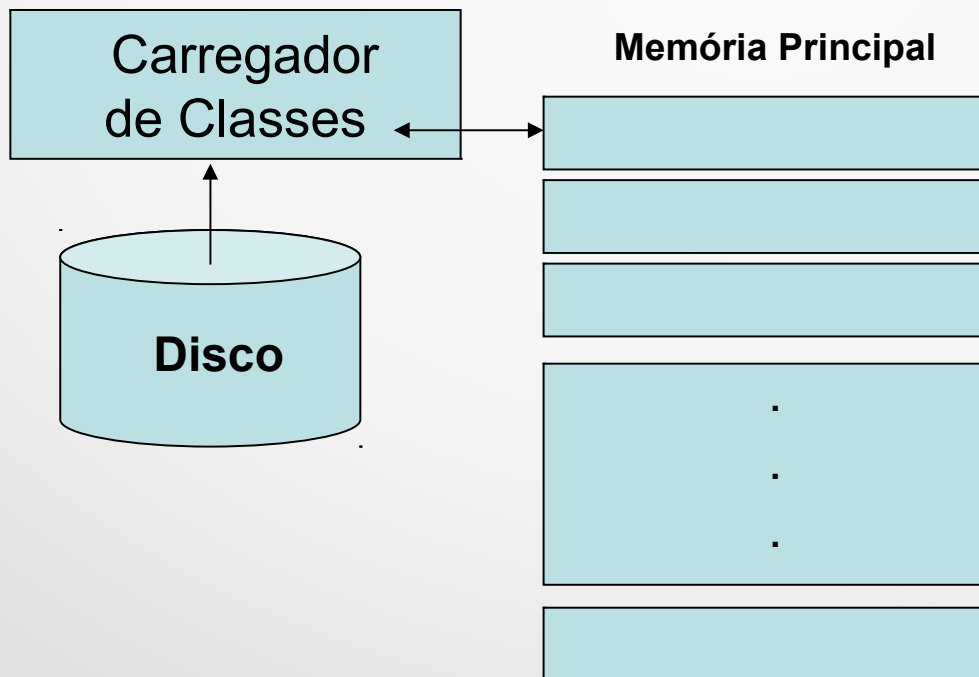 Carregador
de Classes
Memória Principal
Disco
.
.
.